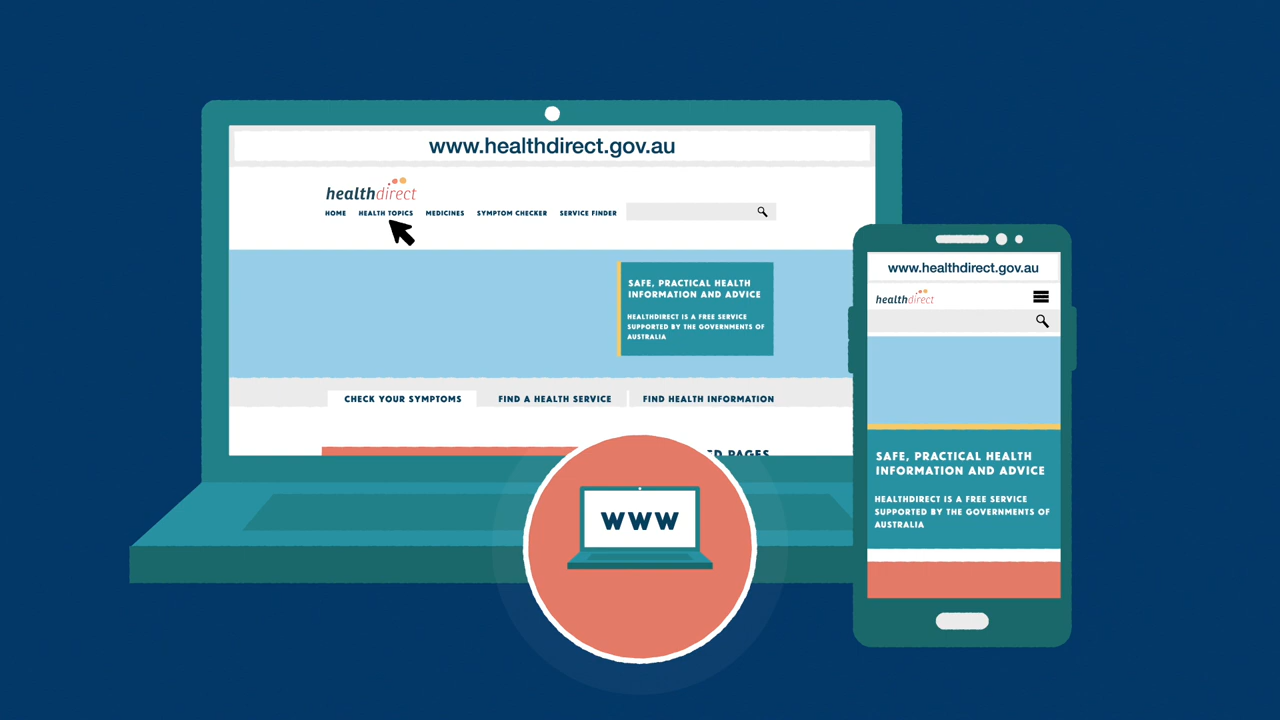 www.healthdirect.gov.au
healthdirect
HOME HEALTH TOPICS MEDICINES SYMPTOM CHECKER SERVICE FINDER
SAFE, PRACTICAL HEALTH
INFORMATION AND ADVICE
HEALTHDIRECT IS A FREE SERVICE
SUPPORTED BY THE GOVERNMENTS OF
AUSTRALIA
CHECK YOUR SYMPTOMS FIND A HEALTH SERVICE FIND HEALTH INFORMATION
PAGES
WWW
www.healthdirect.gov.au
healthdirect
SAFE, PRACTICAL HEALTH
INFORMATION AND ADVICE
HEALTHDIRECT IS A FREE SERVICE
SUPPORTED BY THE GOVERNMENTS OF
AUSTRALIA